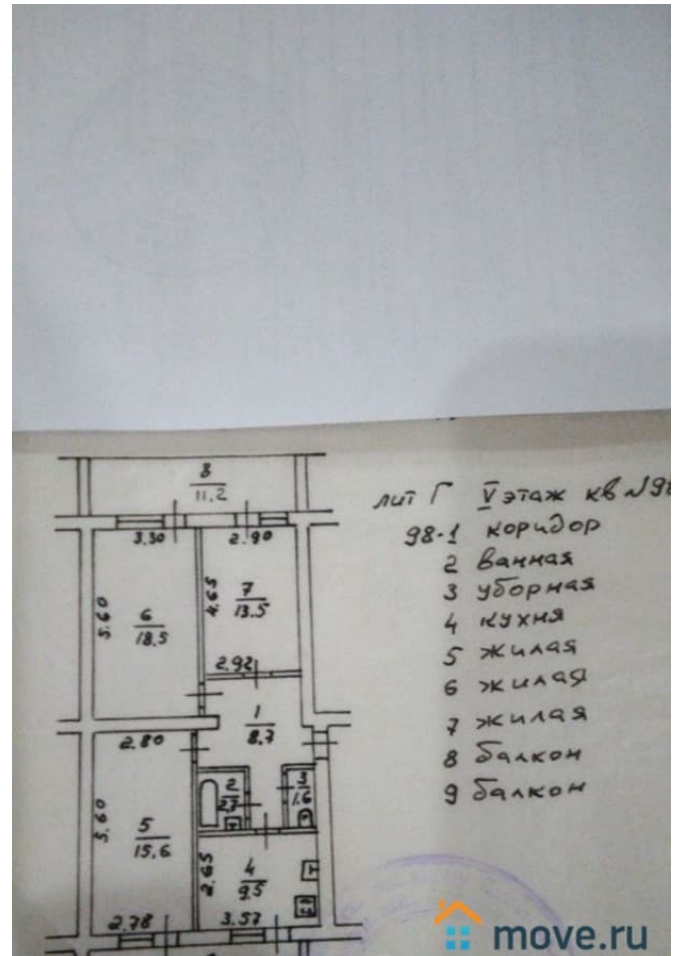 8
11.2
лит Г V этаж кв N98
98-1 коридор
2 ванная
3 уборная
4 кухня
5 жилая
6 жилая
7 жилая
8 балкон
9 балкон
3.30
2.90
5.60
6
18.5
4.65
7
13.5
2.92
1
8.7
2.80
2
2.7
3
1.6
5.60
5
15.6
2.65
4
9.5
2.78
3.57
move.ru